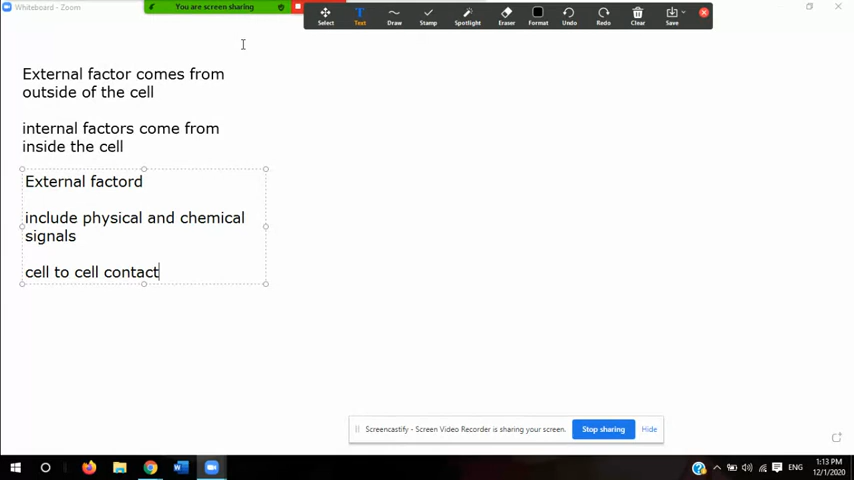 Whiteboard - Zoom
You are screen sharing
Select Text Draw Stamp Spotlight Eraser Format Undo Redo Clear Save
External factor comes from
outside of the cell
internal factors come from
inside the cell
External factord
include physical and chemical
signals
cell to cell contact
Screencastify - Screen Video Recorder is sharing your screen. Stop sharing Hide
ENG
1:13 PM
12/1/2020